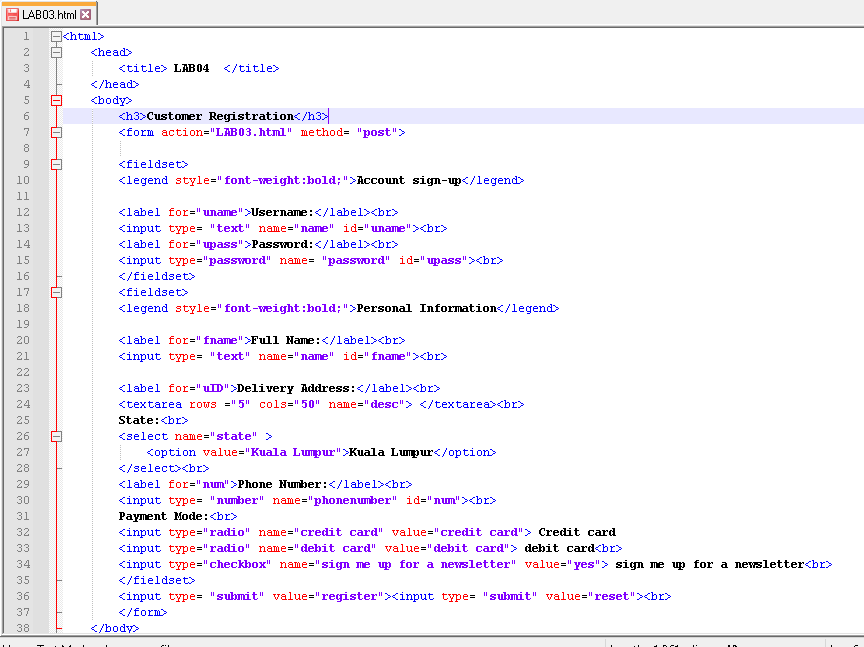 LAB03.html
1 <html>
2 <head>
3 <title> LAB04  </title>
4 </head>
5 <body>
6 <h3>Customer Registration</h3>
7 <form action="LAB03.html" method= "post">
8
9 <fieldset>
10 <legend style="font-weight:bold;">Account sign-up</legend>
11
12 <label for="uname">Username:</label><br>
13 <input type= "text" name="name" id="uname"><br>
14 <label for="upass">Password:</label><br>
15 <input type="password" name= "password" id="upass"><br>
16 </fieldset>
17 <fieldset>
18 <legend style="font-weight:bold;">Personal Information</legend>
19
20 <label for="fname">Full Name:</label><br>
21 <input type= "text" name="name" id="fname"><br>
22
23 <label for="uID">Delivery Address:</label><br>
24 <textarea rows ="5" cols="50" name="desc"> </textarea><br>
25 State:<br>
26 <select name="state" >
27 <option value="Kuala Lumpur">Kuala Lumpur</option>
28 </select><br>
29 <label for="num">Phone Number:</label><br>
30 <input type= "number" name="phonenumber" id="num"><br>
31 Payment Mode:<br>
32 <input type="radio" name="credit card" value="credit card"> Credit card
33 <input type="radio" name="debit card" value="debit card"> debit card<br>
34 <input type="checkbox" name="sign me up for a newsletter" value="yes"> sign me up for a newsletter<br>
35 </fieldset>
36 <input type= "submit" value="register"><input type= "submit" value="reset"><br>
37 </form>
38 </body>